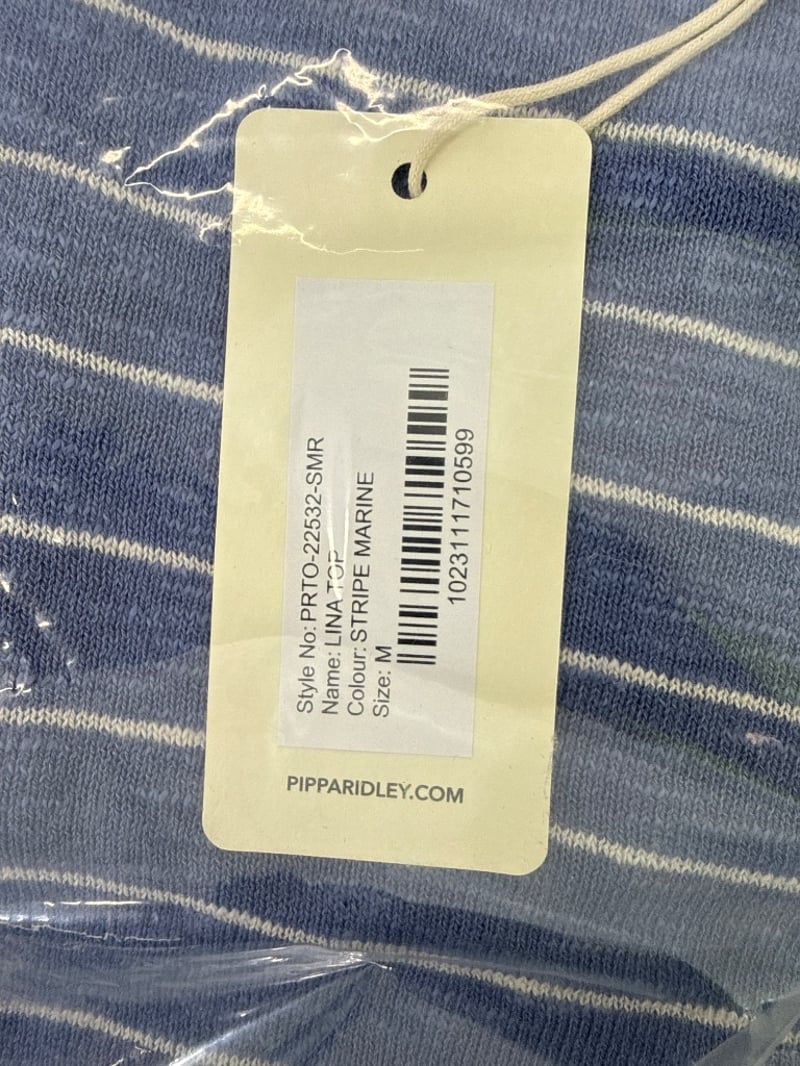 Style No: PRTO-22532-SMR
Name: LINA TOP
Colour: STRIPE MARINE
Size: M
1023111710599
PIPPARIDLEY.COM